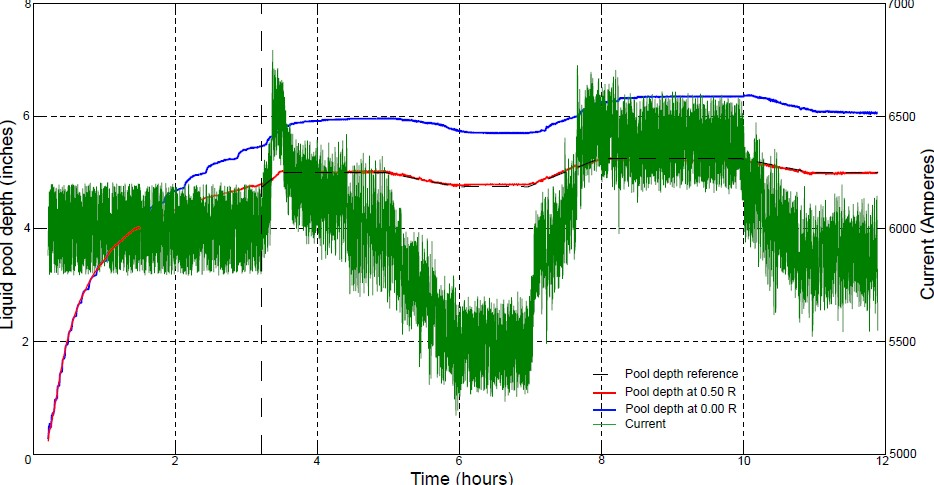 8
7000
6
6500
4
6000
2
5500
0
5000
2
4
6
8
10
12
Liquid pool depth (inches)
Current (Amperes)
Time (hours)
Pool depth reference
Pool depth at 0.50 R
Pool depth at 0.00 R
Current